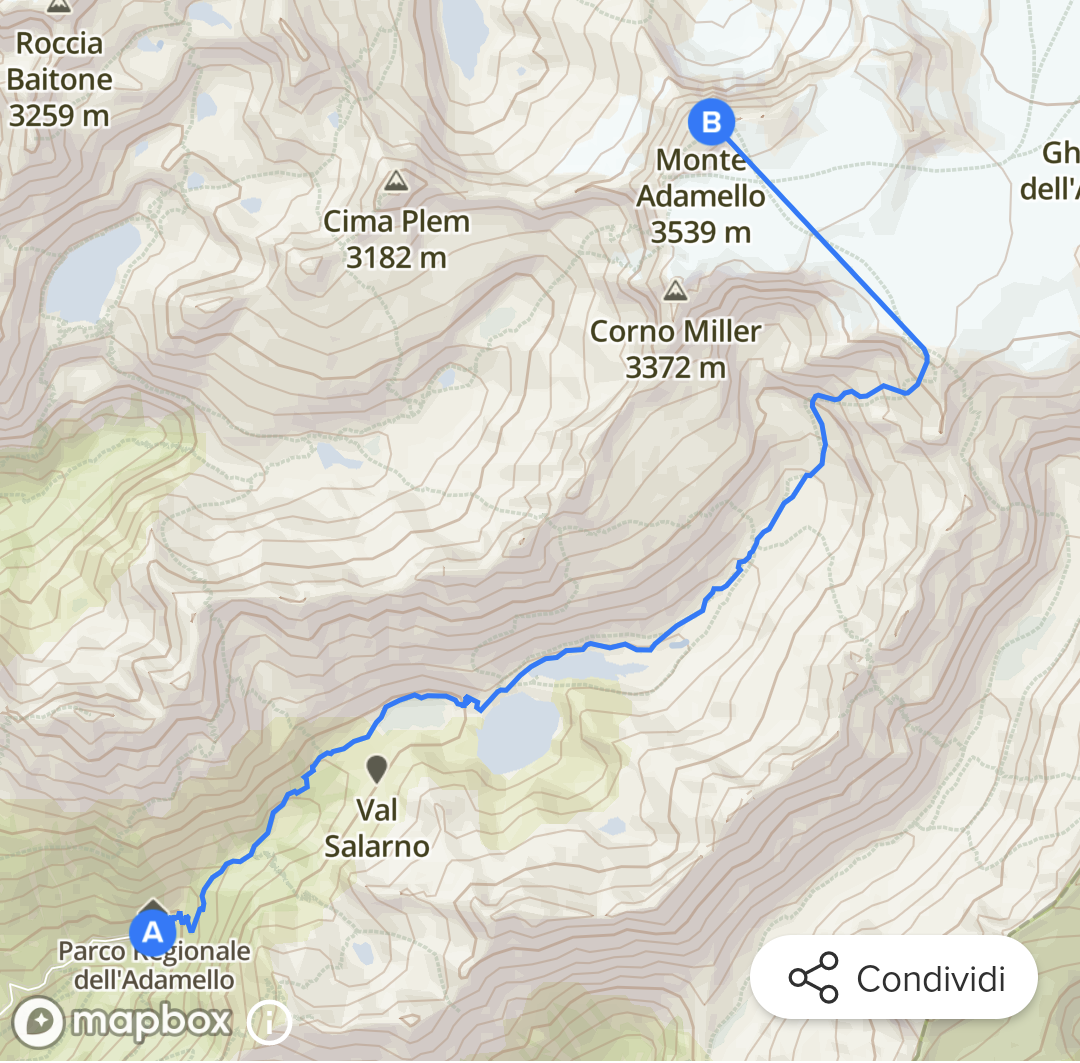 Roccia
Baitone
3259 m
B
Monte
Adamello
3539 m
Gh
dell'A
Cima Plem
3182 m
Corno Miller
3372 m
Val
Salarno
A
Parco Regionale
dell'Adamello
Condividi
mapbox
i